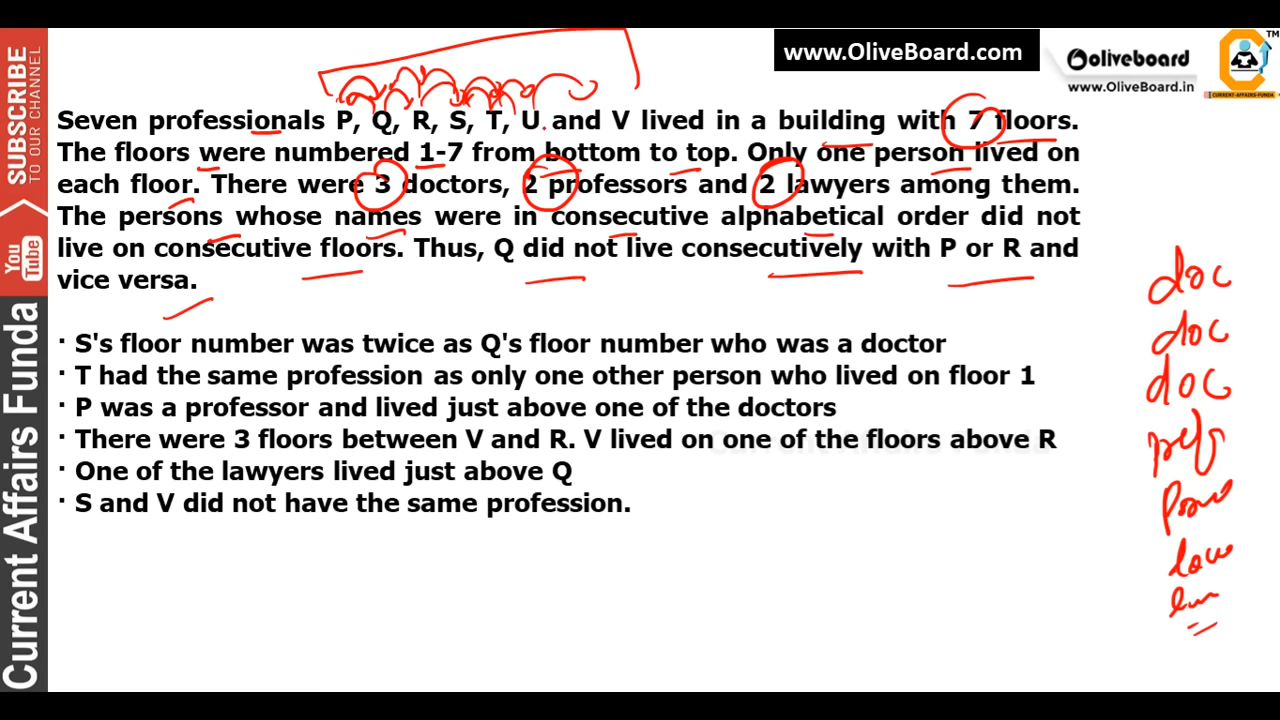 www.OliveBoard.com
oliveboard
www.OliveBoard.in
TM
CURRENT-AFFAIRS-FUNDA
SUBSCRIBE
TO OUR CHANNEL
You Tube
Current Affairs Funda
Seven professionals P, Q, R, S, T, U and V lived in a building with 7 floors.
The floors were numbered 1-7 from bottom to top. Only one person lived on
each floor. There were 3 doctors, 2 professors and 2 lawyers among them.
The persons whose names were in consecutive alphabetical order did not
live on consecutive floors. Thus, Q did not live consecutively with P or R and
vice versa.
· S's floor number was twice as Q's floor number who was a doctor
· T had the same profession as only one other person who lived on floor 1
· P was a professor and lived just above one of the doctors
· There were 3 floors between V and R. V lived on one of the floors above R
Current Affairs Funda
· One of the lawyers lived just above Q
· S and V did not have the same profession.
doc
doc
doc